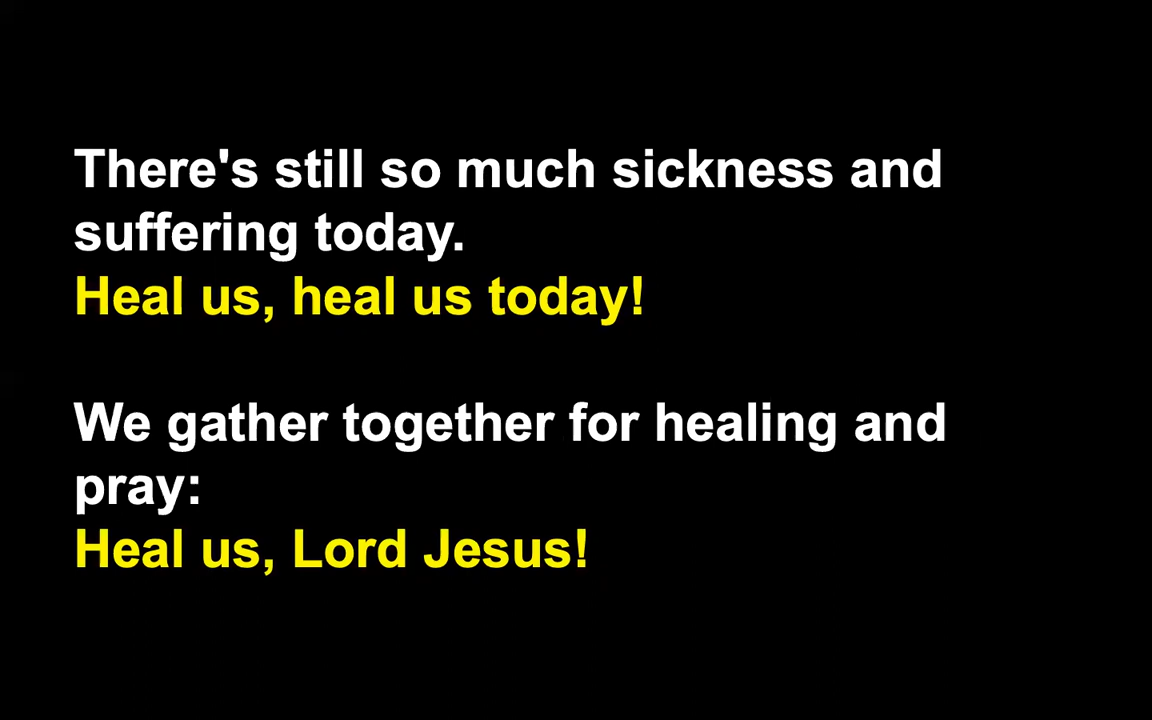 There's still so much sickness and
suffering today.
Heal us, heal us today!
We gather together for healing and
pray:
Heal us, Lord Jesus!